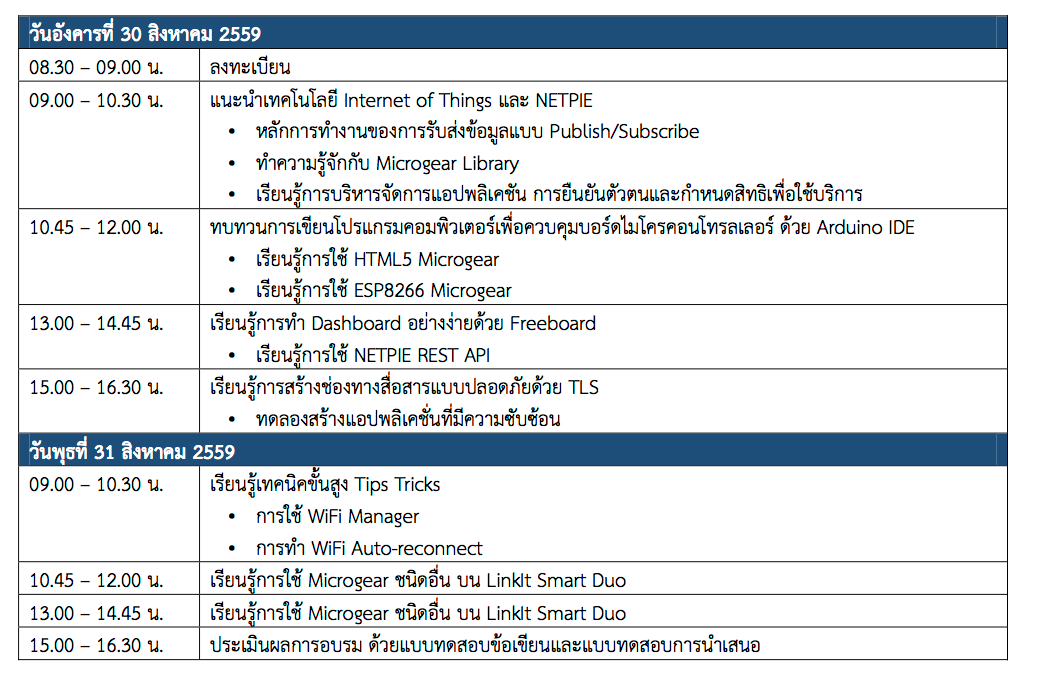 วันอังคารที่ 30 สิงหาคม 2559
08.30 – 09.00 น. ลงทะเบียน
09.00 – 10.30 น. แนะนำเทคโนโลยี Internet of Things และ NETPIE
• หลักการทำงานของการรับส่งข้อมูลแบบ Publish/Subscribe
• ทำความรู้จักกับ Microgear Library
• เรียนรู้การบริหารจัดการแอปพลิเคชัน การยืนยันตัวตนและกำหนดสิทธิเพื่อใช้บริการ
10.45 – 12.00 น. ทบทวนการเขียนโปรแกรมคอมพิวเตอร์เพื่อควบคุมบอร์ดไมโครคอนโทรลเลอร์ ด้วย Arduino IDE
• เรียนรู้การใช้ HTML5 Microgear
• เรียนรู้การใช้ ESP8266 Microgear
13.00 – 14.45 น. เรียนรู้การทำ Dashboard อย่างง่ายด้วย Freeboard
• เรียนรู้การใช้ NETPIE REST API
15.00 – 16.30 น. เรียนรู้การสร้างช่องทางสื่อสารแบบปลอดภัยด้วย TLS
• ทดลองสร้างแอปพลิเคชั่นที่มีความซับซ้อน
วันพุธที่ 31 สิงหาคม 2559
09.00 – 10.30 น. เรียนรู้เทคนิคขั้นสูง Tips Tricks
• การใช้ WiFi Manager
• การทำ WiFi Auto-reconnect
10.45 – 12.00 น. เรียนรู้การใช้ Microgear ชนิดอื่น บน LinkIt Smart Duo
13.00 – 14.45 น. เรียนรู้การใช้ Microgear ชนิดอื่น บน LinkIt Smart Duo
15.00 – 16.30 น. ประเมินผลการอบรม ด้วยแบบทดสอบข้อเขียนและแบบทดสอบการนำเสนอ